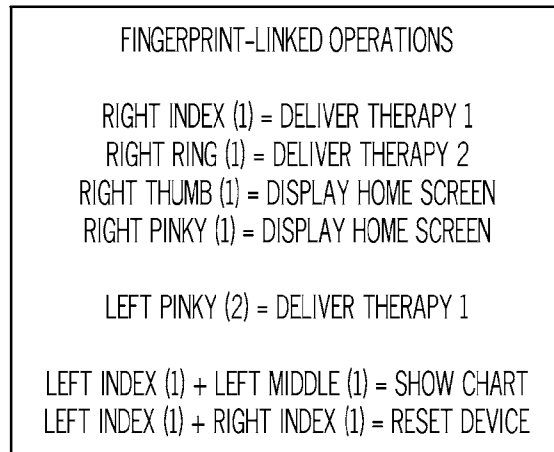 FINGERPRINT-LINKED OPERATIONS
RIGHT INDEX (1) = DELIVER THERAPY 1
RIGHT RING (1) = DELIVER THERAPY 2
RIGHT THUMB (1) = DISPLAY HOME SCREEN
RIGHT PINKY (1) = DISPLAY HOME SCREEN
LEFT PINKY (2) = DELIVER THERAPY 1
LEFT INDEX (1) + LEFT MIDDLE (1) = SHOW CHART
LEFT INDEX (1) + RIGHT INDEX (1) = RESET DEVICE